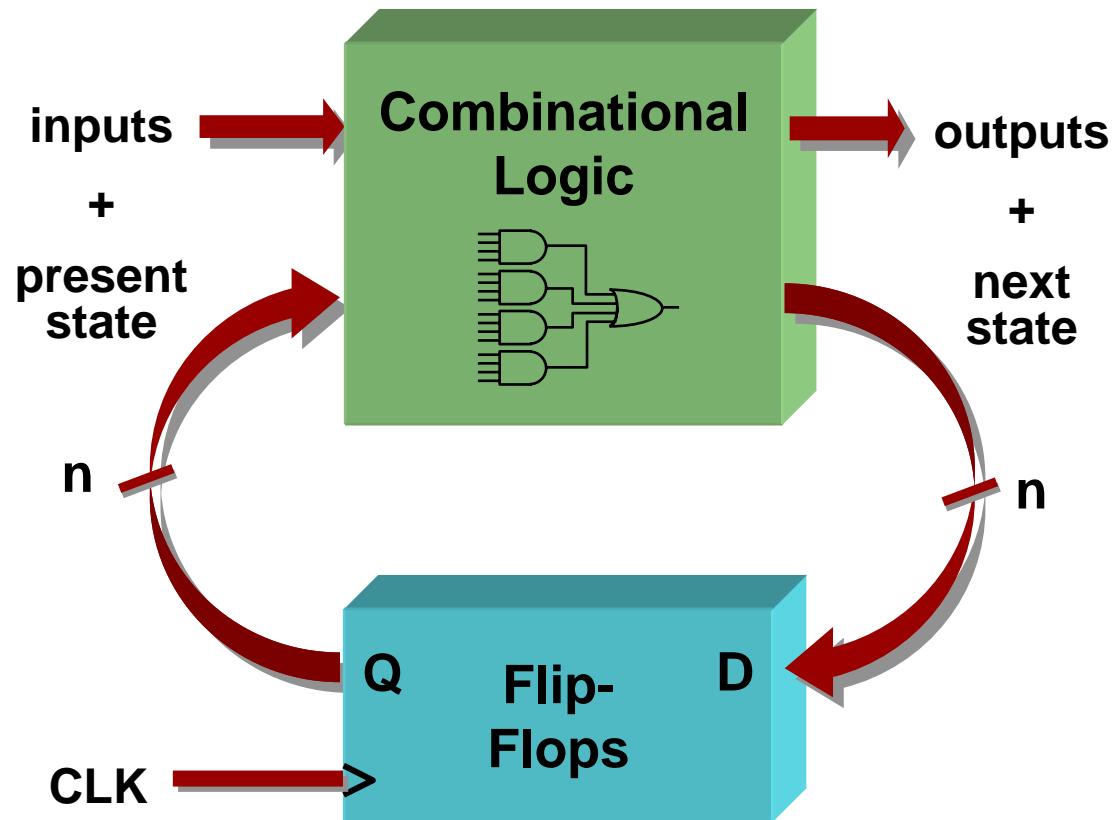 Combinational
Logic
inputs
+
present
state
outputs
+
next
state
n
n
Q
D
Flip-
Flops
CLK